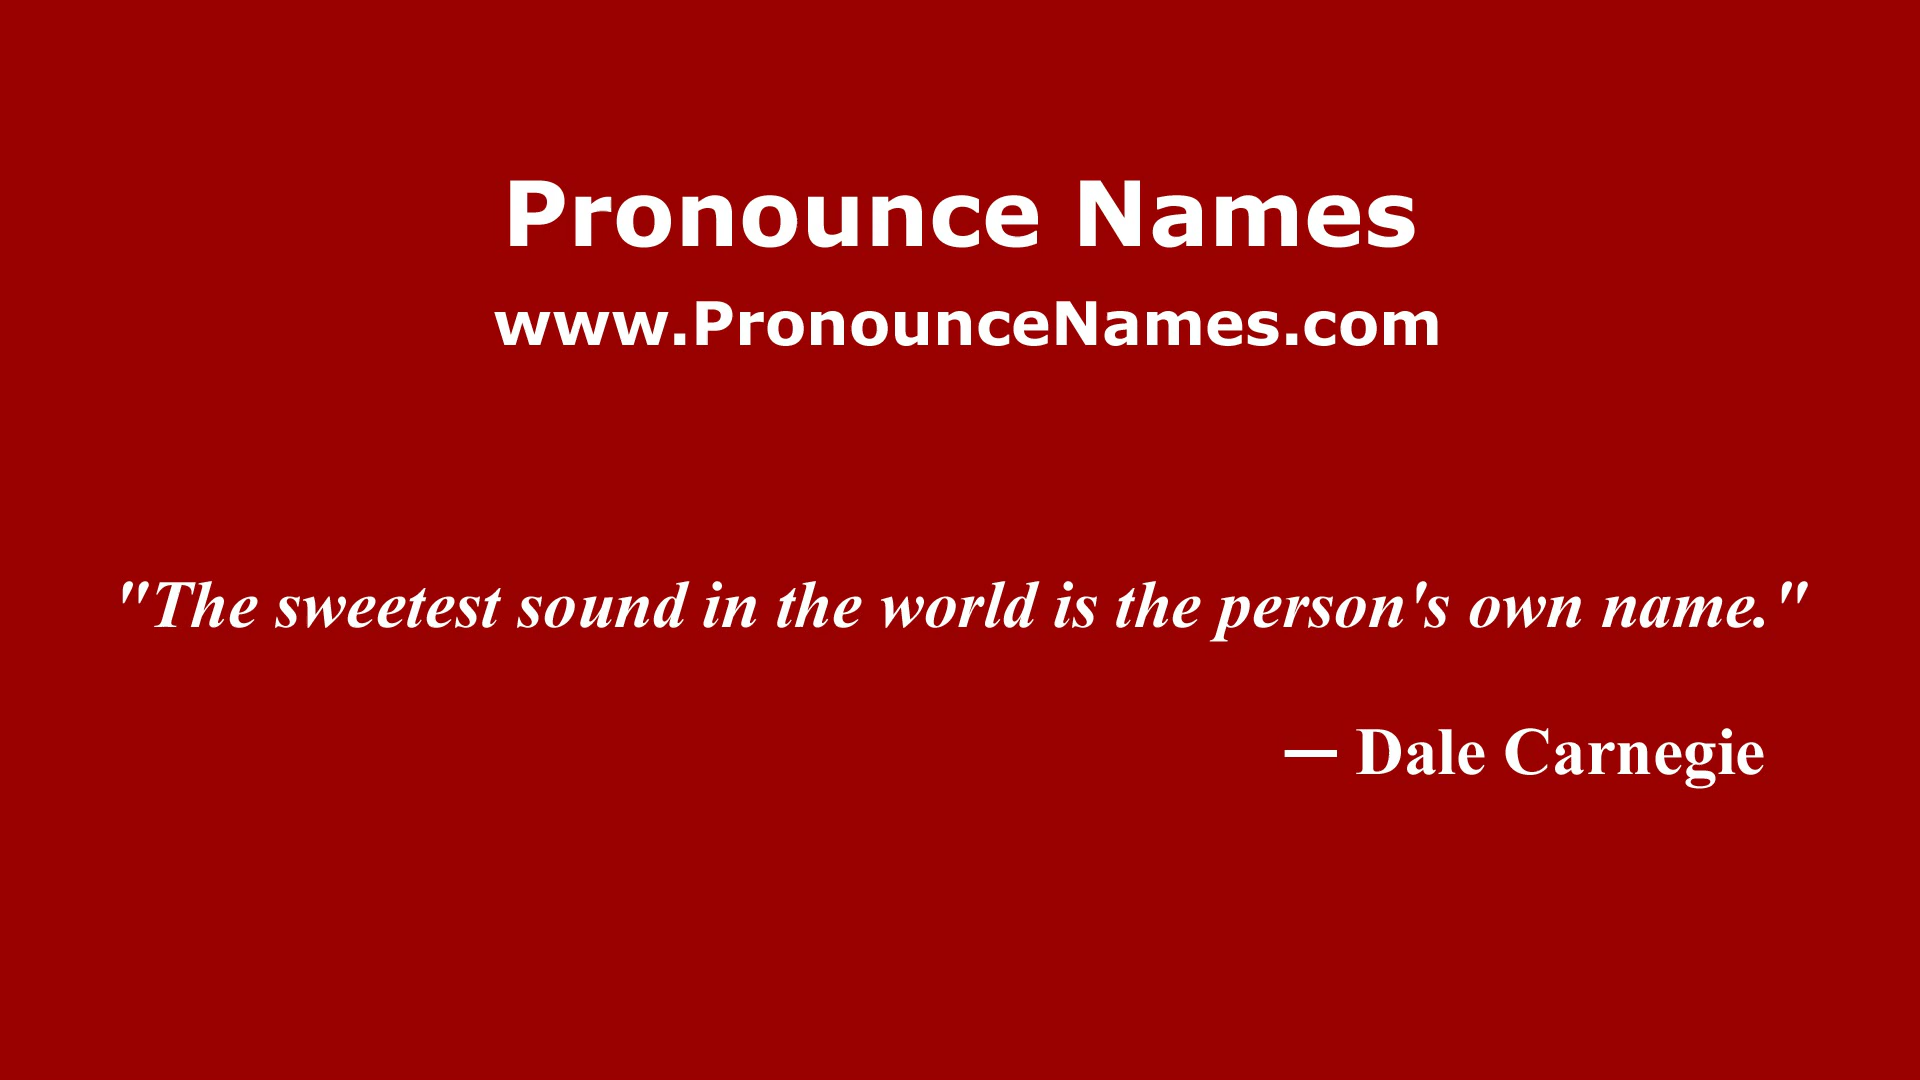 Pronounce Names
www.PronounceNames.com
"The sweetest sound in the world is the person's own name."
— Dale Carnegie